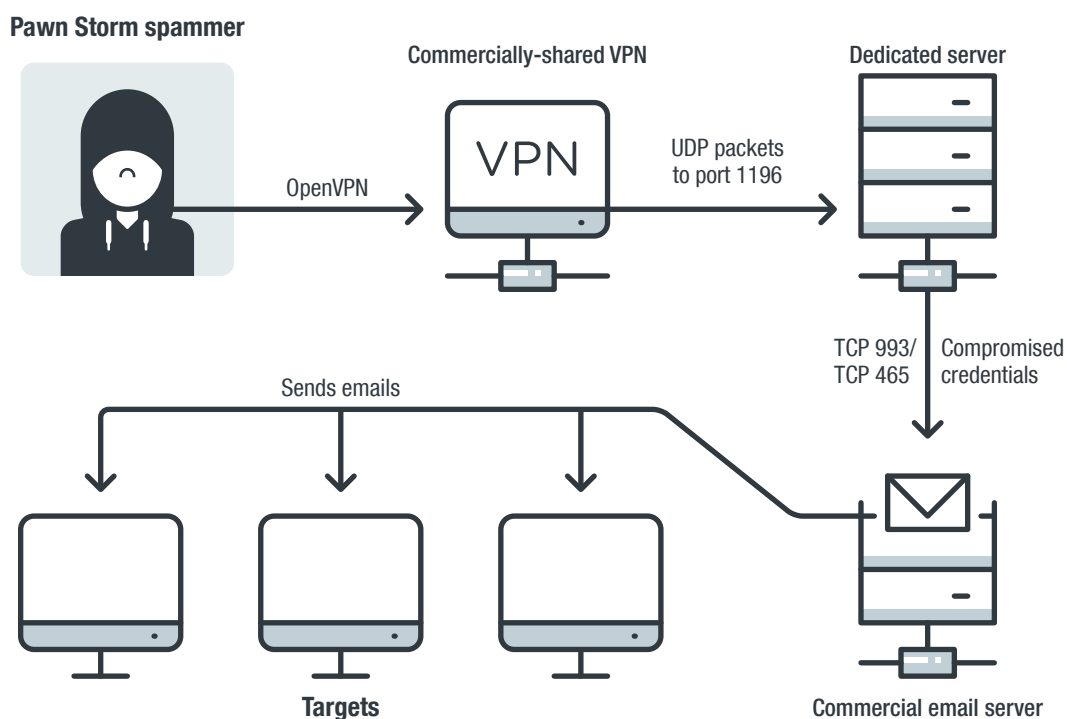 Pawn Storm spammer
Commercially-shared VPN
Dedicated server
VPN
OpenVPN
UDP packets
to port 1196
TCP 993/
TCP 465
Compromised
credentials
Sends emails
Targets
Commercial email server